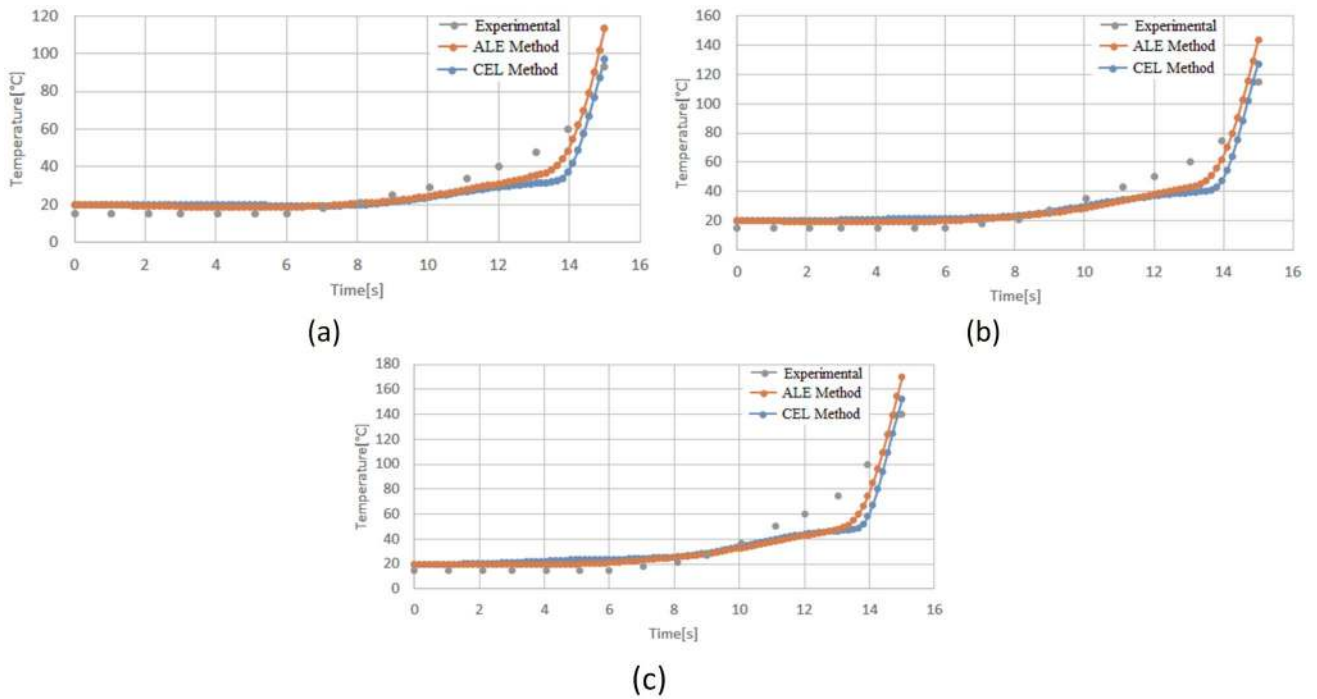 120
100
80
60
40
20
0
Temperature[°C]
Experimental
ALE Method
CEL Method
0 2 4 6 8 10 12 14 16
Time[s]
(a)
160
140
120
100
80
60
40
20
0
Temperature[°C]
Experimental
ALE Method
CEL Method
0 2 4 6 8 10 12 14 16
Time[s]
(b)
180
160
140
120
100
80
60
40
20
0
Temperature[°C]
Experimental
ALE Method
CEL Method
0 2 4 6 8 10 12 14 16
Time[s]
(c)